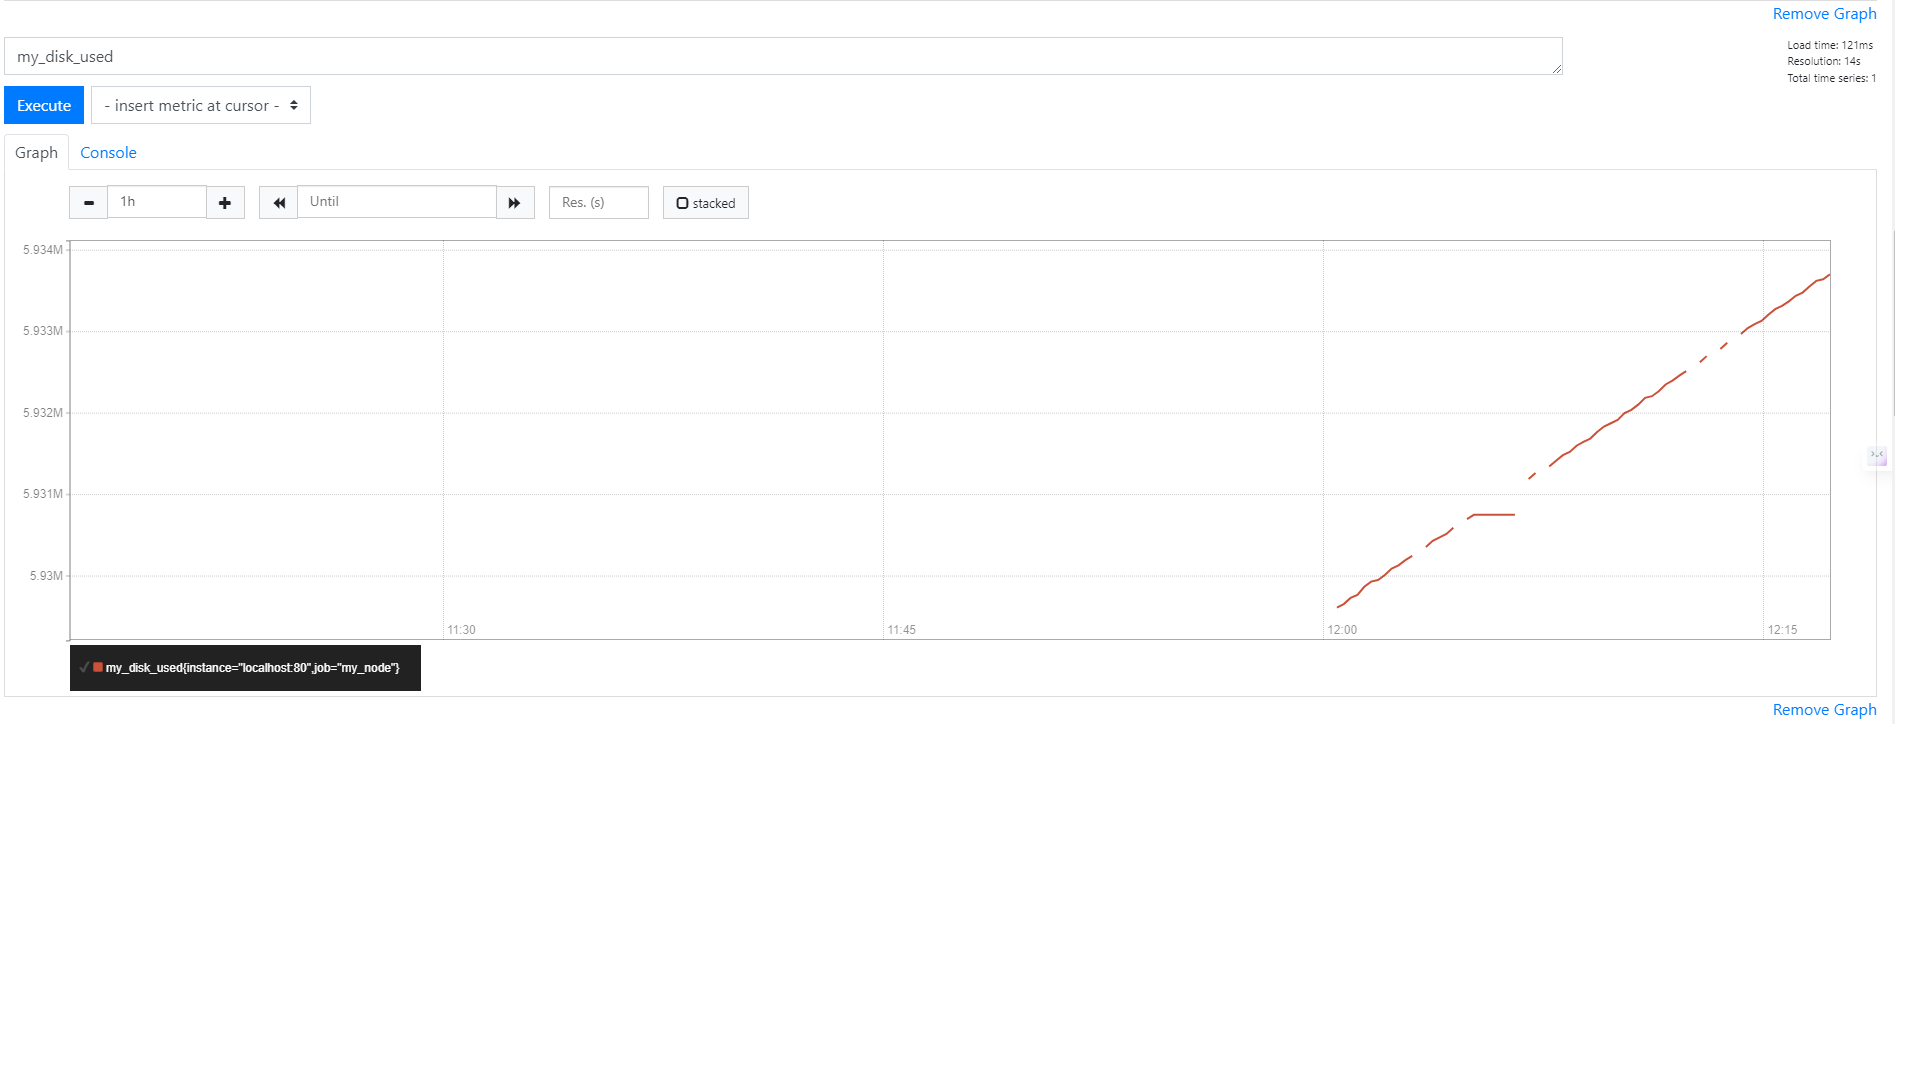 Remove Graph
my_disk_used
Load time: 121ms
Resolution: 14s
Total time series: 1
Execute
- insert metric at cursor -
Graph Console
1h Until Res. (s) stacked
5.934M
5.933M
5.932M
5.931M
5.93M
11:30 11:45 12:00 12:15
my_disk_used{instance="localhost:80",job="my_node"}
Remove Graph